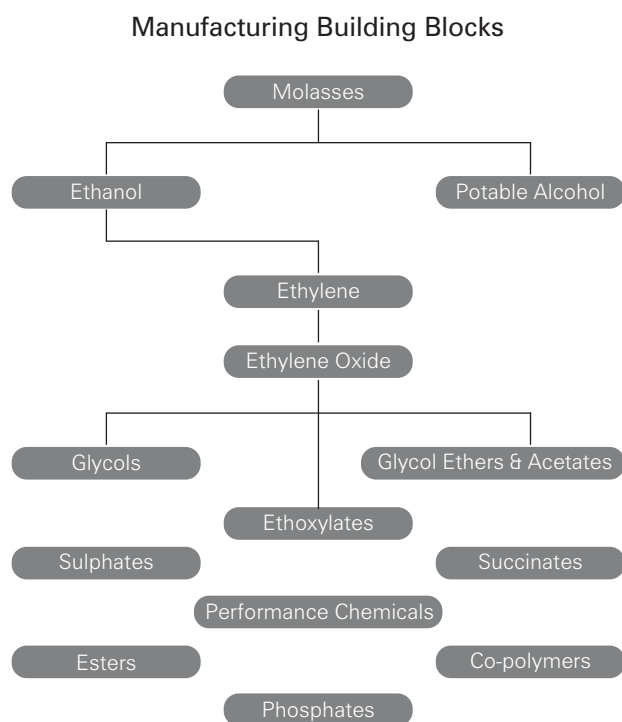 Manufacturing Building Blocks
Molasses
Ethanol
Potable Alcohol
Ethylene
Ethylene Oxide
Glycols
Glycol Ethers & Acetates
Ethoxylates
Sulphates
Succinates
Performance Chemicals
Esters
Co-polymers
Phosphates